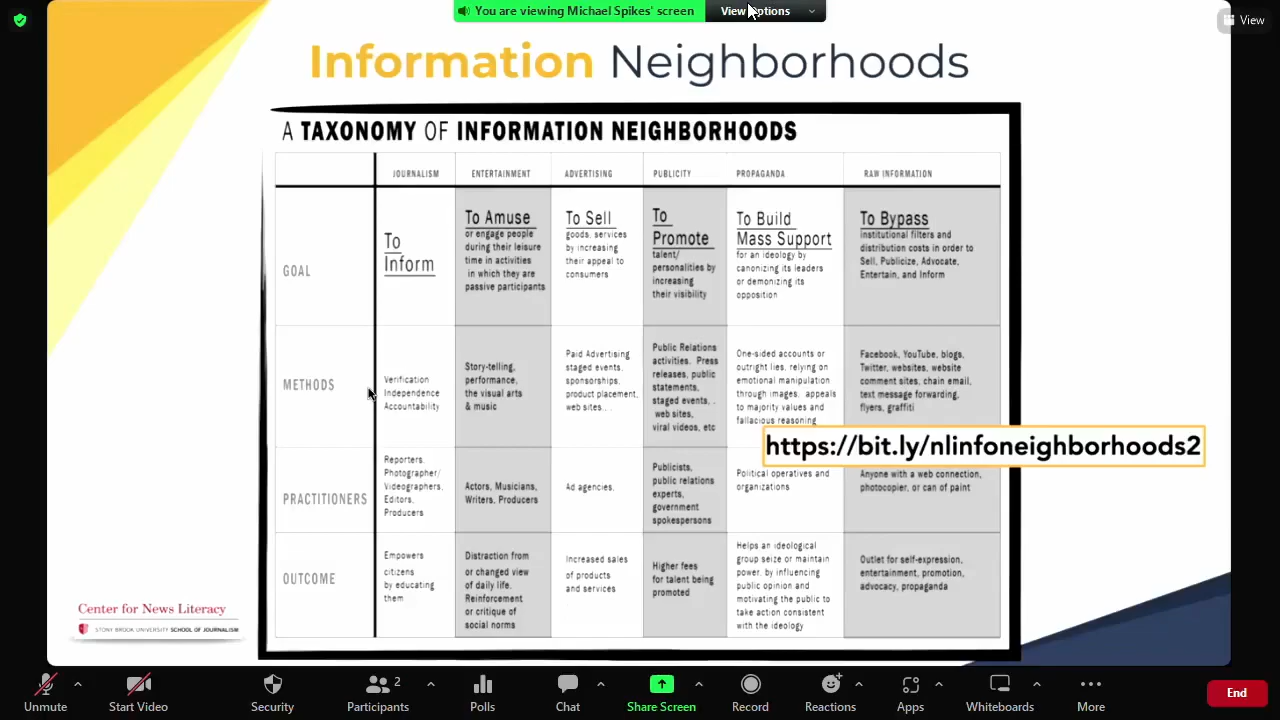 You are viewing Michael Spikes' screen
View Options
View
Information Neighborhoods
A TAXONOMY OF INFORMATION NEIGHBORHOODS
JOURNALISM
ENTERTAINMENT
ADVERTISING
PUBLICITY
PROPAGANDA
RAW INFORMATION
GOAL
To
Inform
To Amuse
or engage people
during their leisure
time in activities
in which they are
passive participants
To Sell
goods, services
by increasing
their appeal to
consumers
To
Promote
talent/
personalities by
increasing
their visibility
To Build
Mass Support
for an ideology by
canonizing its leaders
or demonizing its
opposition
To Bypass
institutional filters and
distribution costs in order to
Sell, Publicize, Advocate,
Entertain, and Inform
METHODS
Verification
Independence
Accountability
Story-telling,
performance,
the visual arts
& music
Paid Advertising
staged events,
sponsorships,
product placement,
web sites...
Public Relations
activities. Press
releases, public
statements,
staged events, .
web sites,
viral videos, etc
One-sided accounts or
outright lies, relying on
emotional manipulation
through images. appeals
to majority values and
fallacious reasoning
Facebook, YouTube, blogs,
Twitter, websites, website
comment sites, chain email,
text message forwarding,
flyers, graffiti
https://bit.ly/nlinfoneighborhoods2
PRACTITIONERS
Reporters,
Photographer/
Videographers,
Editors,
Producers
Actors, Musicians,
Writers, Producers
Ad agencies,
Publicists,
public relations
experts,
government
spokespersons
Political operatives and
organizations
Anyone with a web connection,
photocopier, or can of paint
OUTCOME
Empowers
citizens
by educating
them
Distraction from
or changed view
of daily life.
Reinforcement
or critique of
social norms
Increased sales
of products
and services
Higher fees
for talent being
promoted
Helps an ideological
group seize or maintain
power, by influencing
public opinion and
motivating the public to
take action consistent
with the ideology
Outlet for self-expression,
entertainment, promotion,
advocacy, propaganda
Center for News Literacy
STONY BROOK UNIVERSITY SCHOOL OF JOURNALISM
Unmute
Start Video
Security
2
Participants
Polls
Chat
Share Screen
Record
Reactions
Apps
Whiteboards
More
End